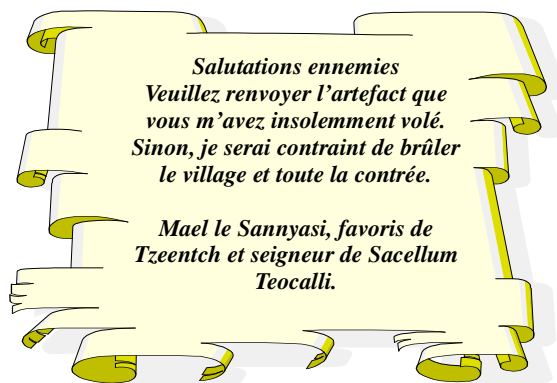 Salutations ennemies
Veuillez renvoyer l’artefact que
vous m’avez insolemment volé.
Sinon, je serai contraint de brûler
le village et toute la contrée.
Mael le Sannyasi, favoris de
Tzeentch et seigneur de Sacellum
Teocalli.